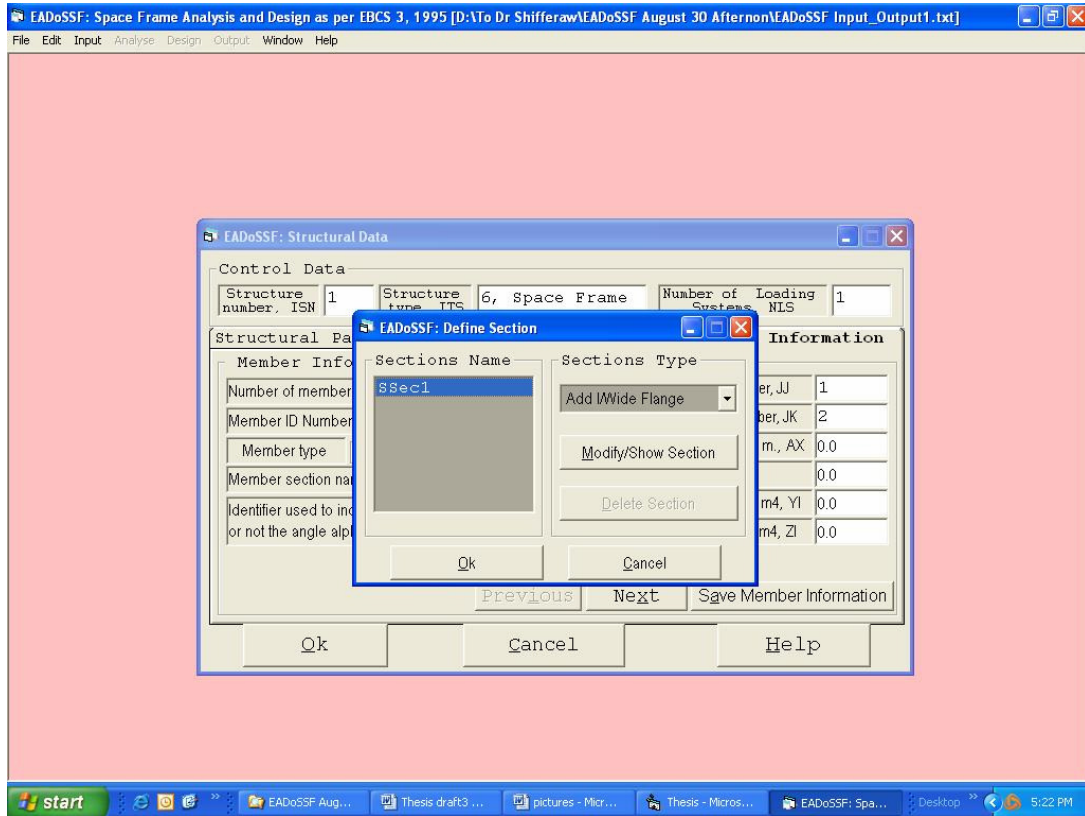 EADoSSF: Space Frame Analysis and Design as per EBCS 3, 1995 [D:\To Dr Shifferaw\EADoSSF August 30 Afternon\EADoSSF Input_Output1.txt]
File Edit Input Analyse Design Output Window Help
EADoSSF: Structural Data
Control Data
Structure number, ISN 1
Structure type, ITS 6, Space Frame
Number of Loading Systems, NLS 1
Structural Pa
Information
Member Info
Number of member
er, JJ 1
Member ID Number
ber, JK 2
Member type
m., AX 0.0
Member section na
0.0
Identifier used to inc
m4, YI 0.0
or not the angle alp
m4, ZI 0.0
EADoSSF: Define Section
Sections Name
SSec1
Sections Type
Add I/Wide Flange
Modify/Show Section
Delete Section
Ok Cancel
Previous Next Save Member Information
Ok Cancel Help
start
EADoSSF Aug...
Thesis draft3 ...
pictures - Micr...
Thesis - Micros...
EADoSSF: Spa...
Desktop
5:22 PM